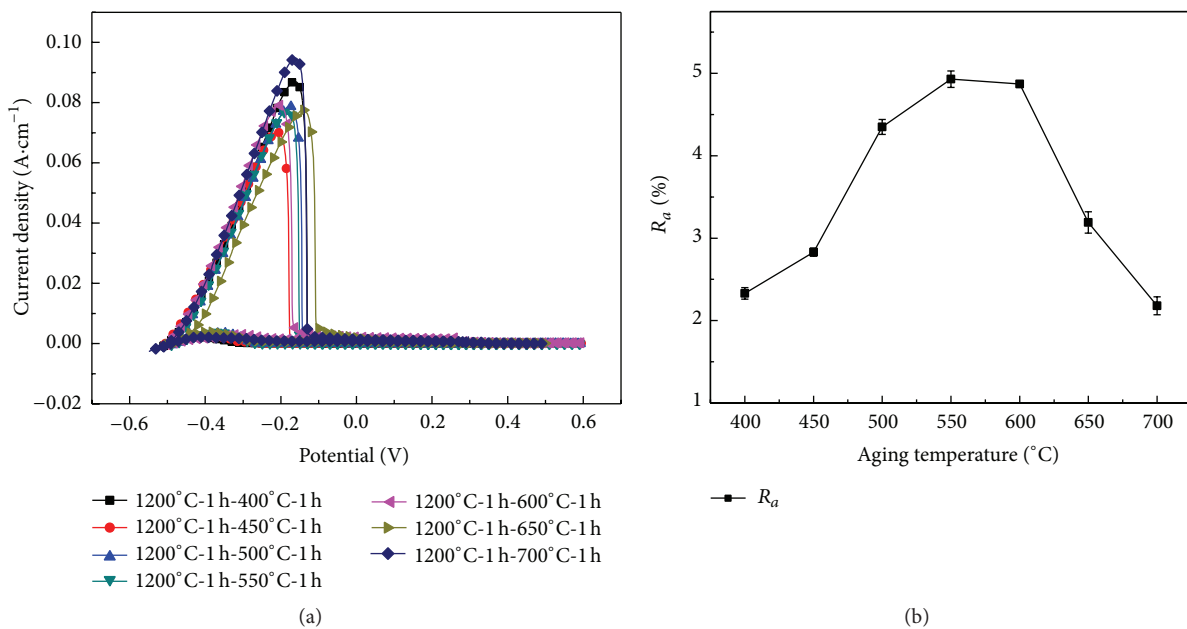 0.10
0.08
0.06
0.04
0.02
0.00
−0.02
Current density (A·cm⁻¹)
−0.6 −0.4 −0.2 0.0 0.2 0.4 0.6
Potential (V)
1200°C-1 h-400°C-1 h
1200°C-1 h-450°C-1 h
1200°C-1 h-500°C-1 h
1200°C-1 h-550°C-1 h
1200°C-1 h-600°C-1 h
1200°C-1 h-650°C-1 h
1200°C-1 h-700°C-1 h
(a)
5
4
3
2
1
Rₐ (%)
400 450 500 550 600 650 700
Aging temperature (°C)
Rₐ
(b)